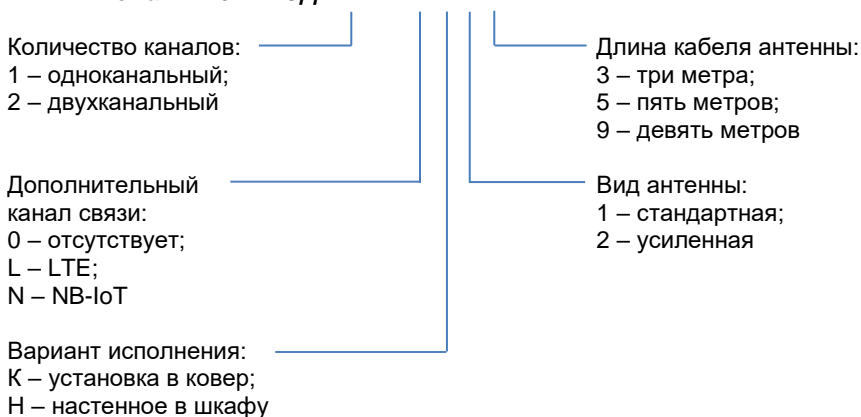 Количество каналов:
1 – одноканальный;
2 – двухканальный
Длина кабеля антенны:
3 – три метра;
5 – пять метров;
9 – девять метров
Дополнительный
канал связи:
0 – отсутствует;
L – LTE;
N – NB-IoT
Вид антенны:
1 – стандартная;
2 – усиленная
Вариант исполнения:
К – установка в ковер;
Н – настенное в шкафу